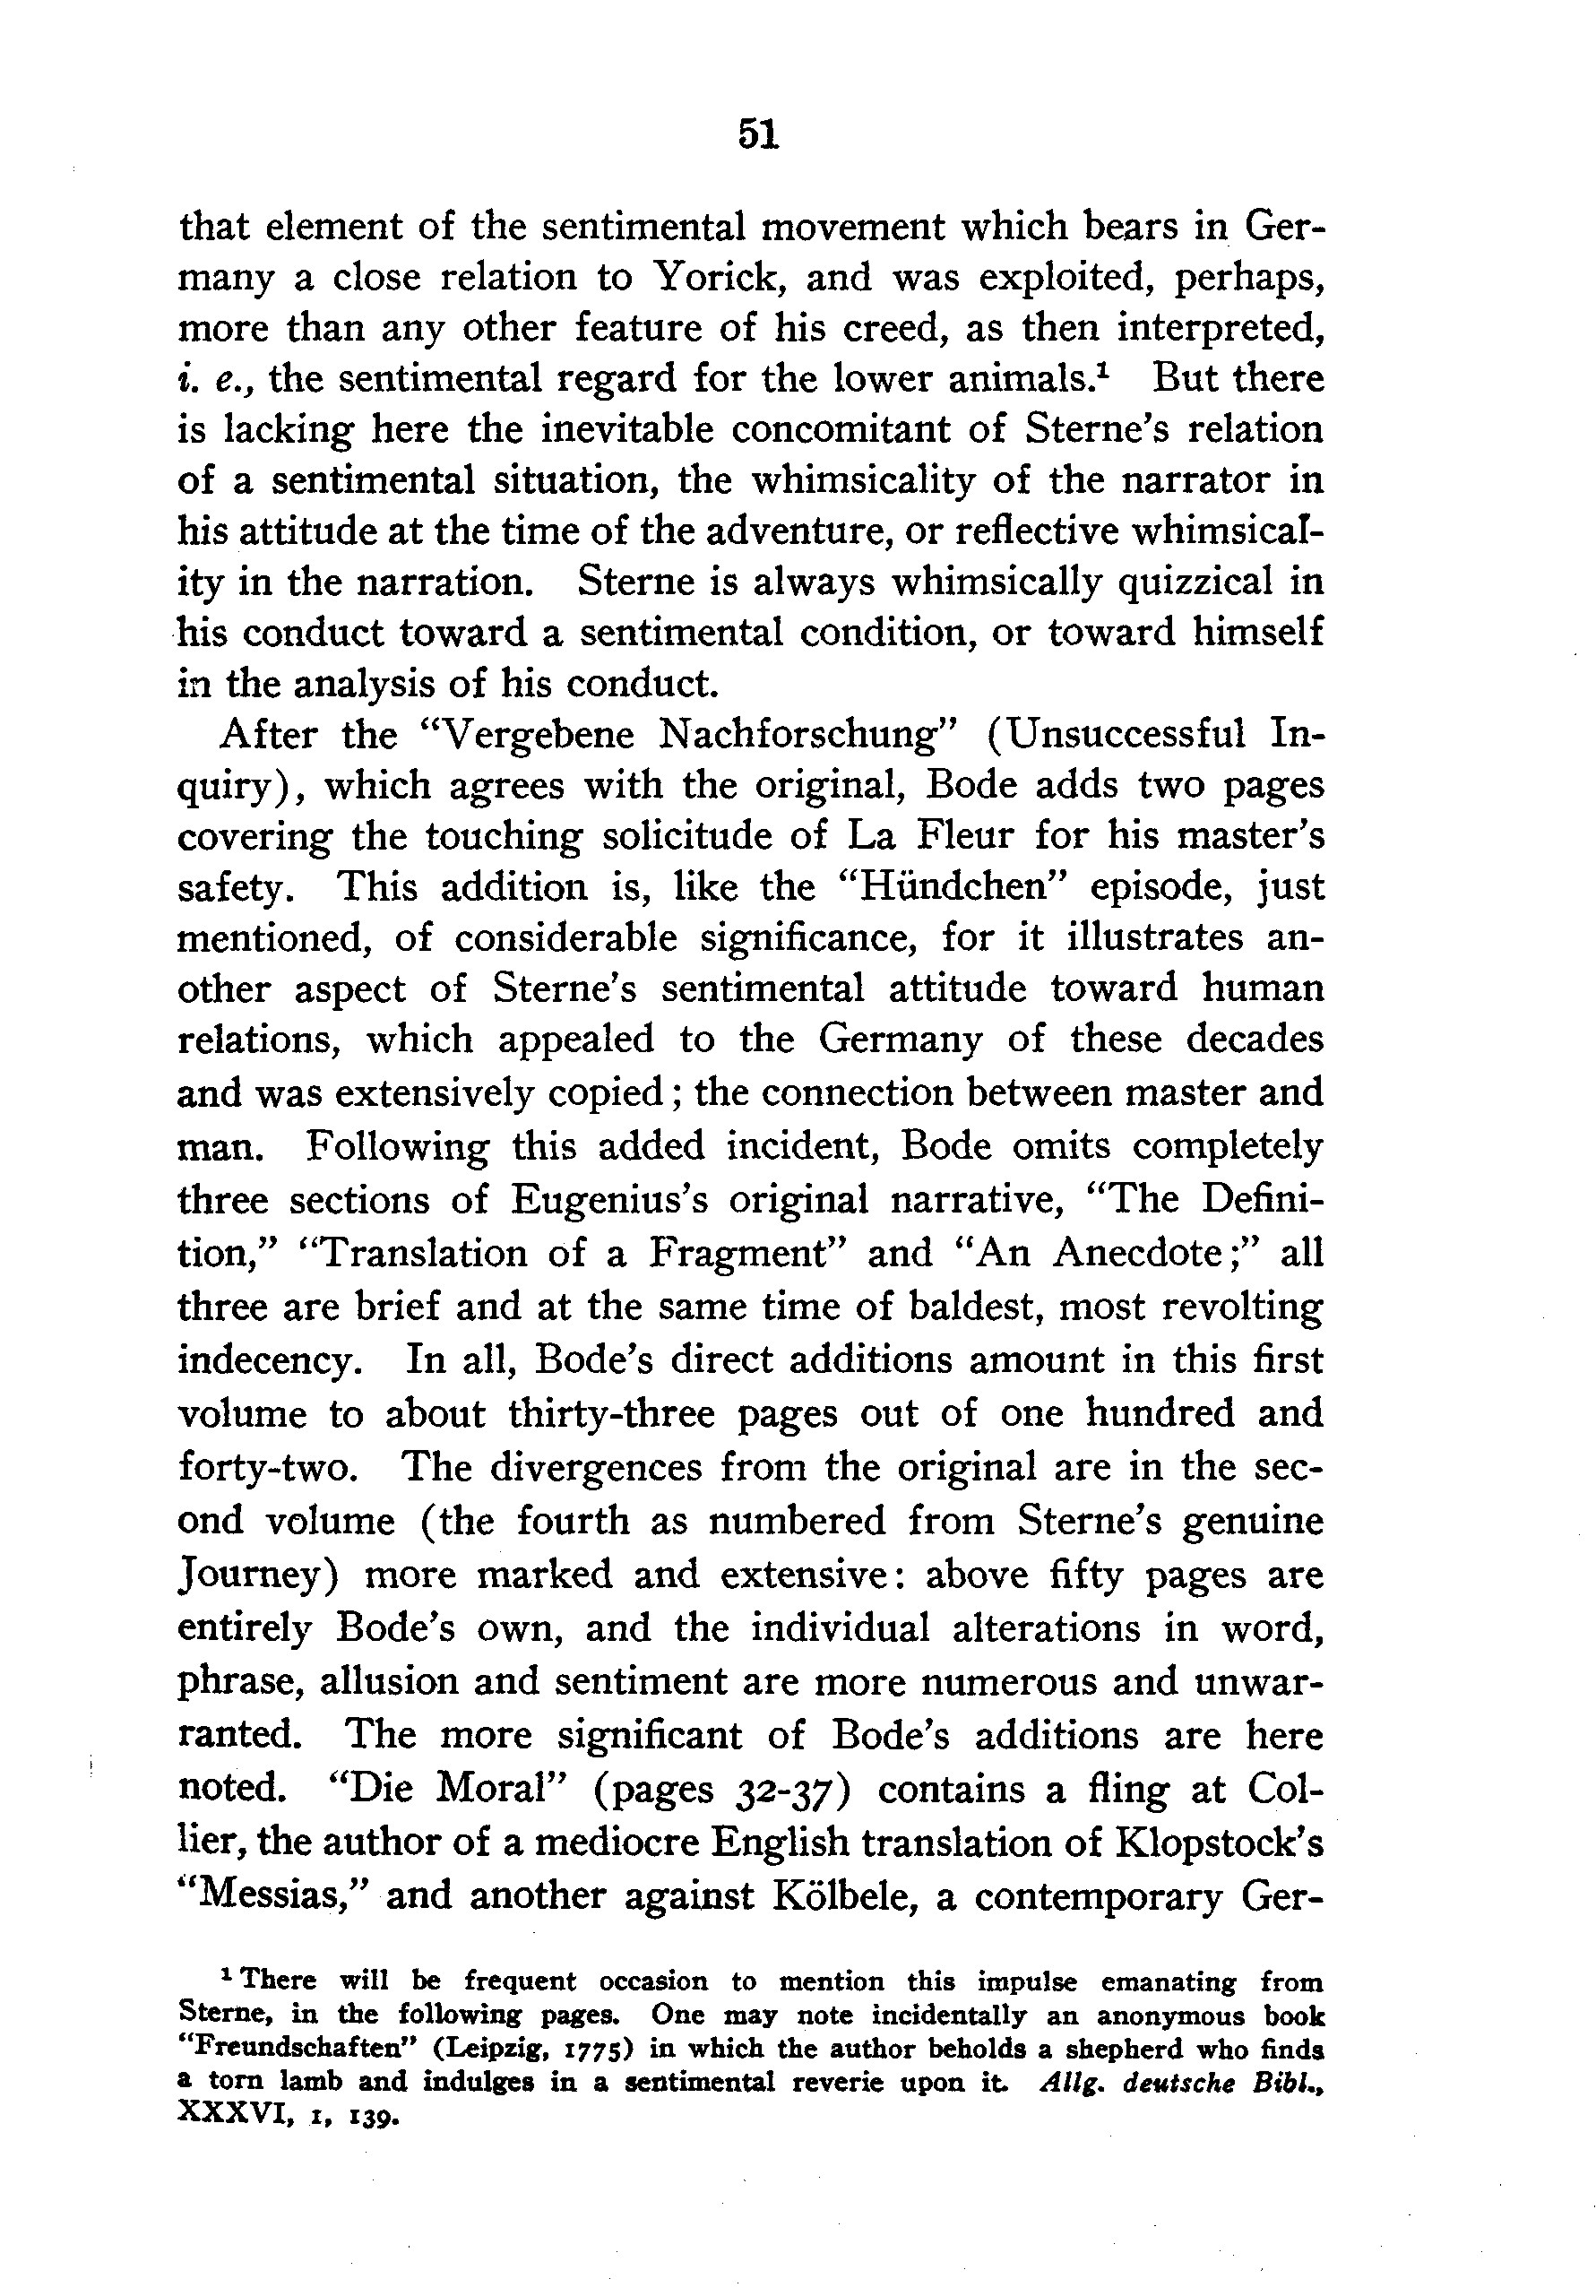 51
that element of the sentimental movement which bears in Ger-
many a close relation to Yorick, and was exploited, perhaps,
more than any other feature of his creed, as then interpreted,
i. e., the sentimental regard for the lower animals.¹ But there
is lacking here the inevitable concomitant of Sterne's relation
of a sentimental situation, the whimsicality of the narrator in
his attitude at the time of the adventure, or reflective whimsical-
ity in the narration. Sterne is always whimsically quizzical in
his conduct toward a sentimental condition, or toward himself
in the analysis of his conduct.
After the “Vergebene Nachforschung” (Unsuccessful In-
quiry), which agrees with the original, Bode adds two pages
covering the touching solicitude of La Fleur for his master's
safety. This addition is, like the “Hündchen” episode, just
mentioned, of considerable significance, for it illustrates an-
other aspect of Sterne's sentimental attitude toward human
relations, which appealed to the Germany of these decades
and was extensively copied; the connection between master and
man. Following this added incident, Bode omits completely
three sections of Eugenius's original narrative, “The Defini-
tion,” “Translation of a Fragment” and “An Anecdote;” all
three are brief and at the same time of baldest, most revolting
indecency. In all, Bode's direct additions amount in this first
volume to about thirty-three pages out of one hundred and
forty-two. The divergences from the original are in the sec-
ond volume (the fourth as numbered from Sterne's genuine
Journey) more marked and extensive: above fifty pages are
entirely Bode's own, and the individual alterations in word,
phrase, allusion and sentiment are more numerous and unwar-
ranted. The more significant of Bode's additions are here
noted. “Die Moral” (pages 32-37) contains a fling at Col-
lier, the author of a mediocre English translation of Klopstock's
“Messias,” and another against Kölbele, a contemporary Ger-
¹ There will be frequent occasion to mention this impulse emanating from
Sterne, in the following pages. One may note incidentally an anonymous book
“Freundschaften” (Leipzig, 1775) in which the author beholds a shepherd who finds
a torn lamb and indulges in a sentimental reverie upon it. Allg. deutsche Bibl.,
XXXVI, 1, 139.